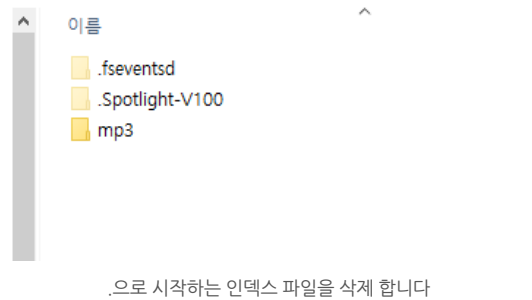 이름
.fseventsd
.Spotlight-V100
mp3
.으로 시작하는 인덱스 파일을 삭제 합니다